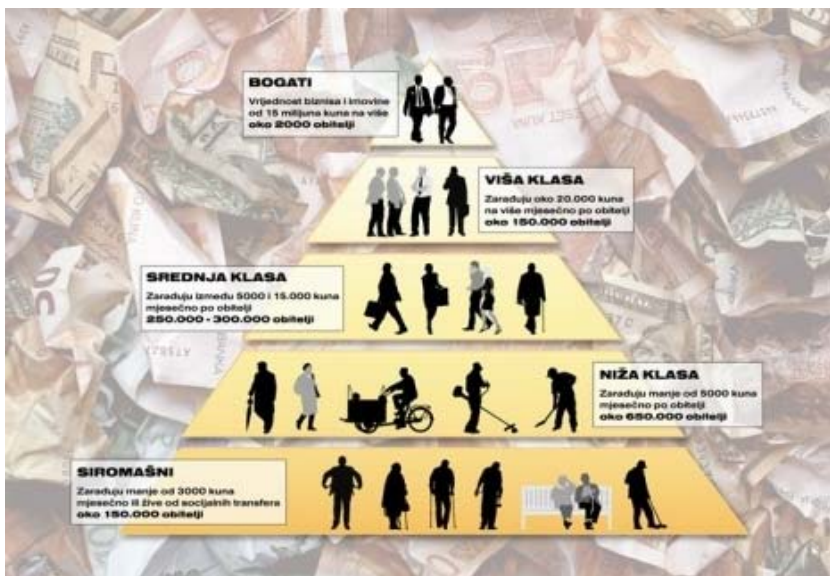 BOGATI
Vrijednost biznisa i imovine
od 15 milijuna kuna na više
oko 2000 obitelji
VIŠA KLASA
Zarađuju oko 20.000 kuna
na više mjesečno po obitelji
oko 150.000 obitelji
SREDNJA KLASA
Zarađuju između 5000 i 15.000 kuna
mjesečno po obitelji
250.000 - 300.000 obitelji
NIŽA KLASA
Zarađuju manje od 5000 kuna
mjesečno po obitelji
oko 650.000 obitelji
SIROMAŠNI
Zarađuju manje od 3000 kuna
mjesečno ili žive od socijalnih transfera
oko 150.000 obitelji